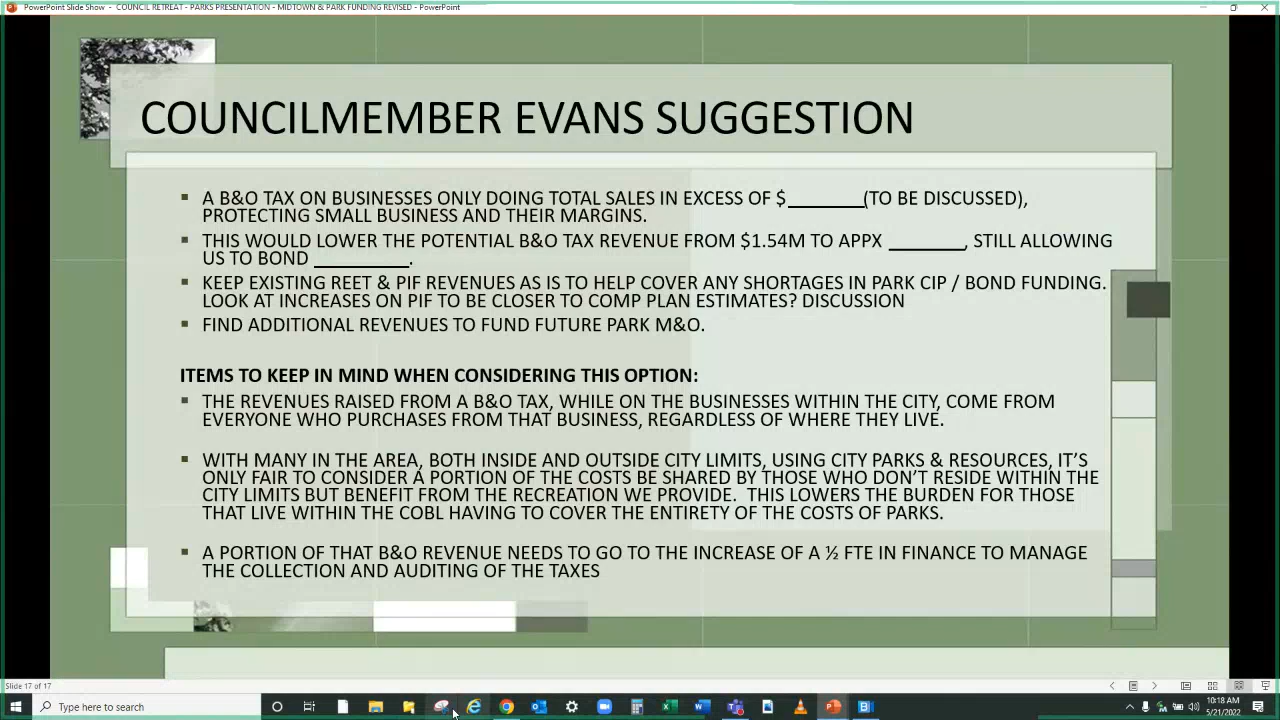 PowerPoint Slide Show - COUNCIL RETREAT - PARKS PRESENTATION - MIDTOWN & PARK FUNDING REVISED - PowerPoint
COUNCILMEMBER EVANS SUGGESTION
▪ A B&O TAX ON BUSINESSES ONLY DOING TOTAL SALES IN EXCESS OF $________(TO BE DISCUSSED),
PROTECTING SMALL BUSINESS AND THEIR MARGINS.
▪ THIS WOULD LOWER THE POTENTIAL B&O TAX REVENUE FROM $1.54M TO APPX ________, STILL ALLOWING
US TO BOND __________.
▪ KEEP EXISTING REET & PIF REVENUES AS IS TO HELP COVER ANY SHORTAGES IN PARK CIP / BOND FUNDING.
LOOK AT INCREASES ON PIF TO BE CLOSER TO COMP PLAN ESTIMATES? DISCUSSION
▪ FIND ADDITIONAL REVENUES TO FUND FUTURE PARK M&O.
ITEMS TO KEEP IN MIND WHEN CONSIDERING THIS OPTION:
▪ THE REVENUES RAISED FROM A B&O TAX, WHILE ON THE BUSINESSES WITHIN THE CITY, COME FROM
EVERYONE WHO PURCHASES FROM THAT BUSINESS, REGARDLESS OF WHERE THEY LIVE.
▪ WITH MANY IN THE AREA, BOTH INSIDE AND OUTSIDE CITY LIMITS, USING CITY PARKS & RESOURCES, IT'S
ONLY FAIR TO CONSIDER A PORTION OF THE COSTS BE SHARED BY THOSE WHO DON'T RESIDE WITHIN THE
CITY LIMITS BUT BENEFIT FROM THE RECREATION WE PROVIDE. THIS LOWERS THE BURDEN FOR THOSE
THAT LIVE WITHIN THE COBL HAVING TO COVER THE ENTIRETY OF THE COSTS OF PARKS.
▪ A PORTION OF THAT B&O REVENUE NEEDS TO GO TO THE INCREASE OF A ½ FTE IN FINANCE TO MANAGE
THE COLLECTION AND AUDITING OF THE TAXES
Slide 17 of 17
Type here to search
10:18 AM
5/21/2022